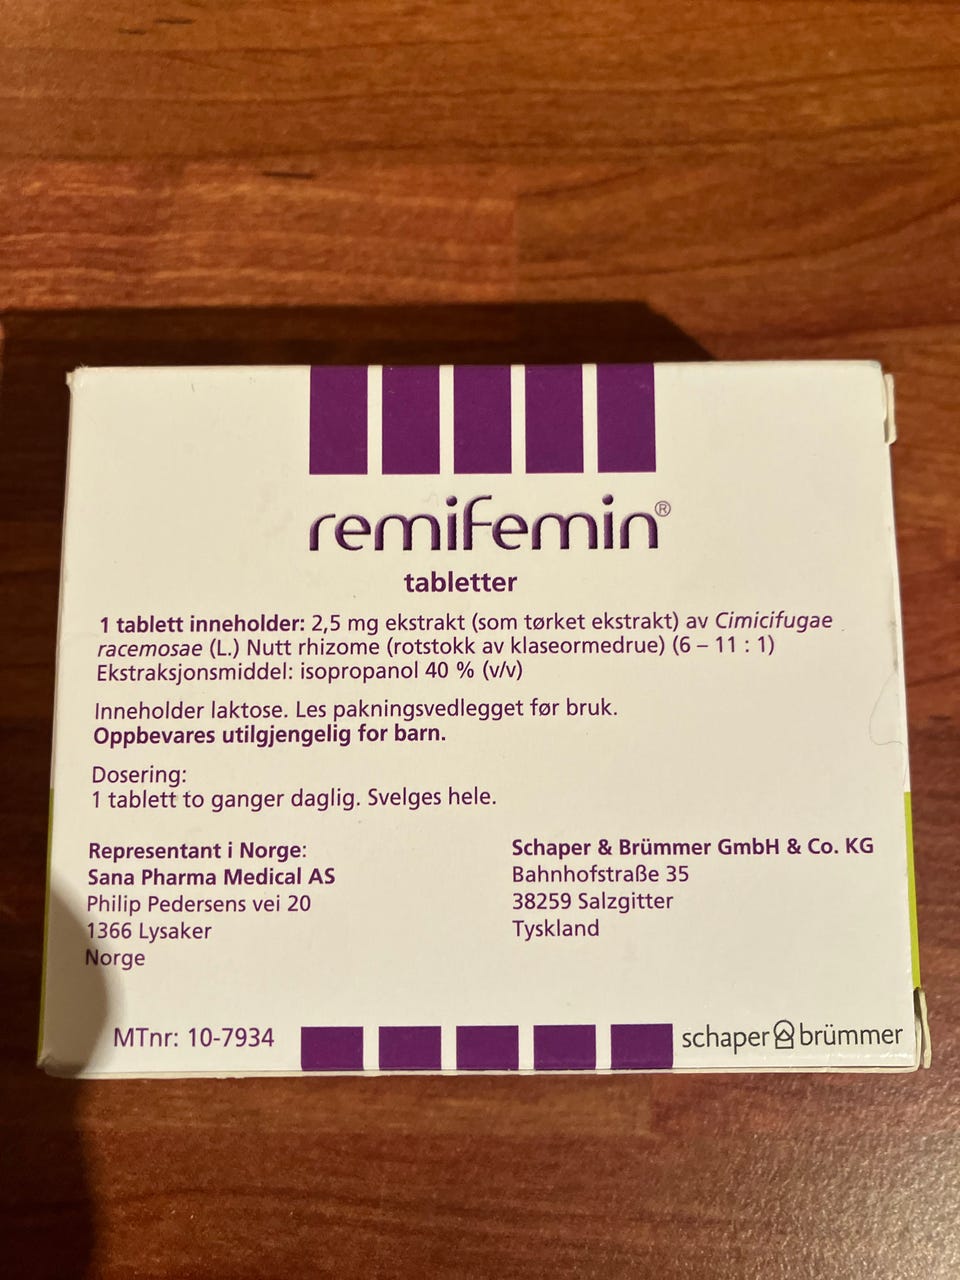 remifemin®
tabletter
1 tablett inneholder: 2,5 mg ekstrakt (som tørket ekstrakt) av Cimicifugae
racemosae (L.) Nutt rhizome (rotstokk av klaseormedrue) (6 – 11 : 1)
Ekstraksjonsmiddel: isopropanol 40 % (v/v)
Inneholder laktose. Les pakningsvedlegget før bruk.
Oppbevares utilgjengelig for barn.
Dosering:
1 tablett to ganger daglig. Svelges hele.
Representant i Norge:
Sana Pharma Medical AS
Philip Pedersens vei 20
1366 Lysaker
Norge
Schaper & Brümmer GmbH & Co. KG
Bahnhofstraße 35
38259 Salzgitter
Tyskland
MTnr: 10-7934
schaper brümmer